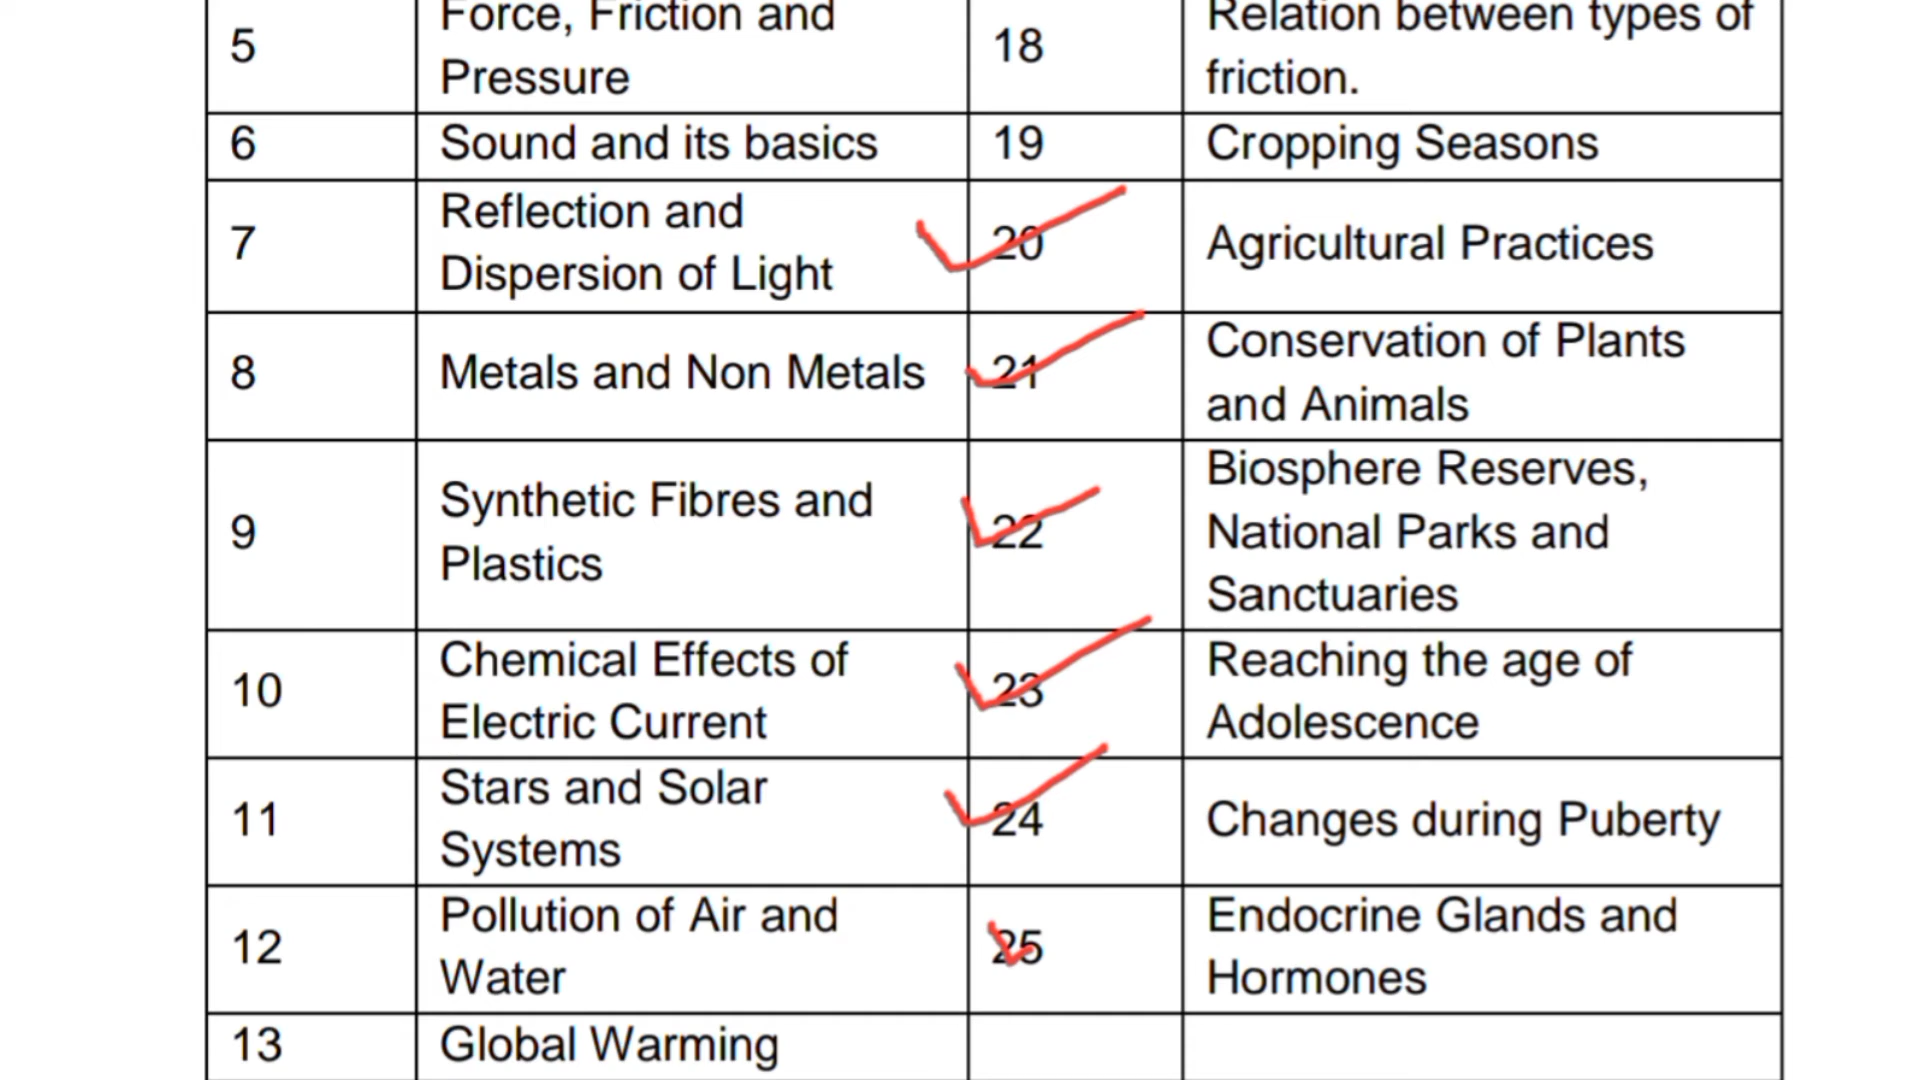 5 Force, Friction and Pressure 18 Relation between types of friction.
6 Sound and its basics 19 Cropping Seasons
7 Reflection and Dispersion of Light 20 Agricultural Practices
8 Metals and Non Metals 21 Conservation of Plants and Animals
9 Synthetic Fibres and Plastics 22 Biosphere Reserves, National Parks and Sanctuaries
10 Chemical Effects of Electric Current 23 Reaching the age of Adolescence
11 Stars and Solar Systems 24 Changes during Puberty
12 Pollution of Air and Water 25 Endocrine Glands and Hormones
13 Global Warming